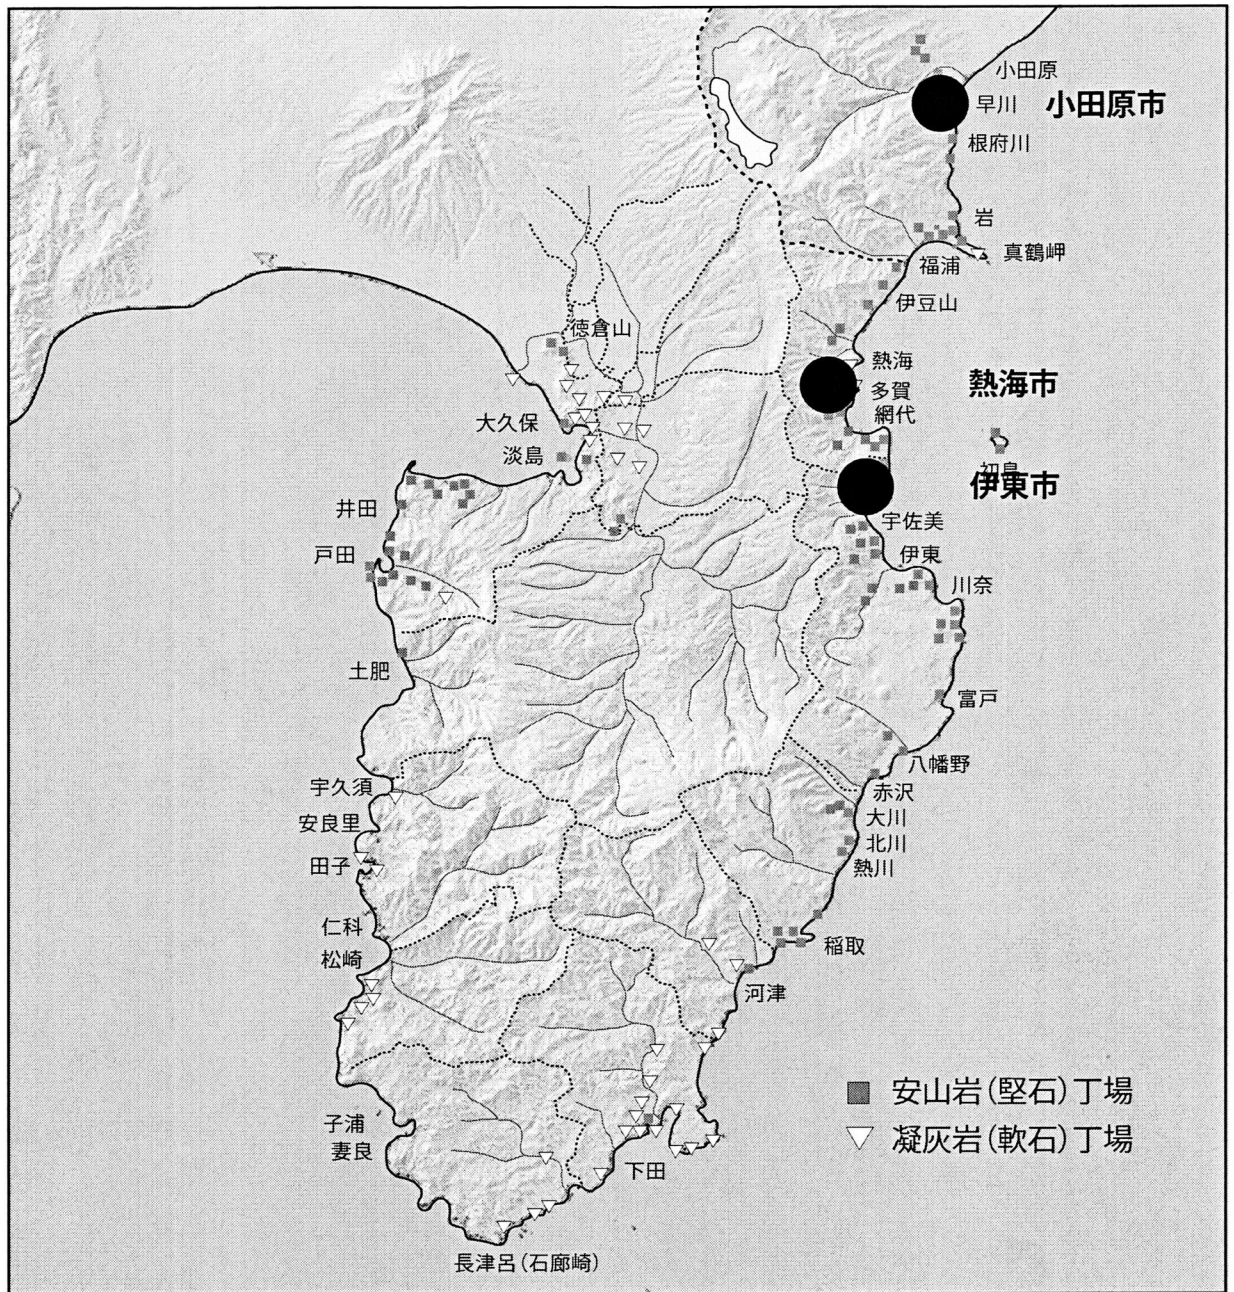 小田原
早川
小田原市
根府川
岩
真鶴岬
福浦
伊豆山
徳倉山
熱海
熱海市
多賀
網代
大久保
淡島
初島
伊東市
井田
宇佐美
戸田
伊東
川奈
土肥
富戸
八幡野
宇久須
赤沢
安良里
大川
北川
田子
熱川
仁科
稲取
松崎
河津
安山岩(堅石)丁場
子浦
凝灰岩(軟石)丁場
妻良
下田
長津呂(石廊崎)